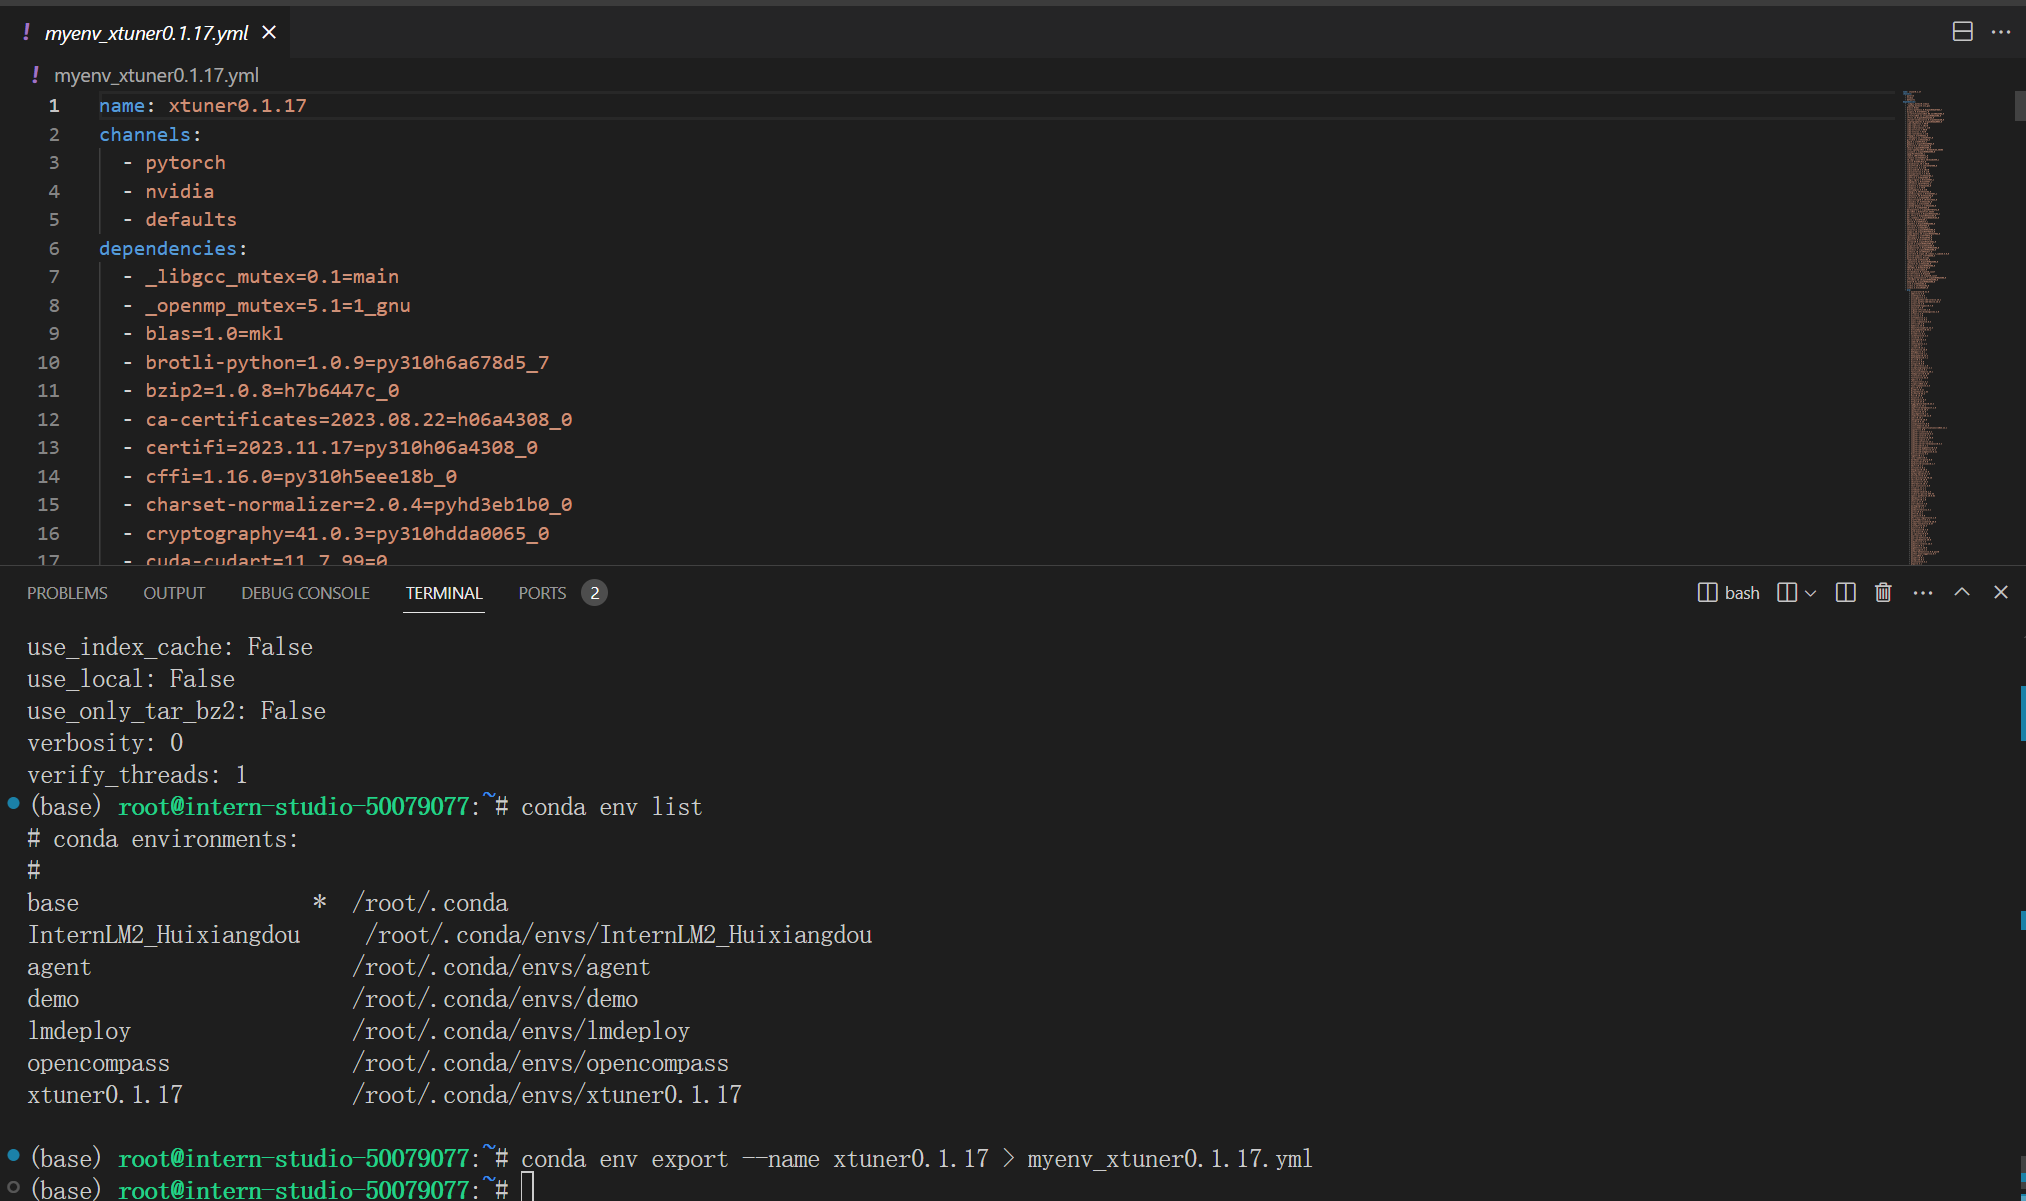 ! myenv_xtuner0.1.17.yml
! myenv_xtuner0.1.17.yml
1 name: xtuner0.1.17
2 channels:
3 - pytorch
4 - nvidia
5 - defaults
6 dependencies:
7 - _libgcc_mutex=0.1=main
8 - _openmp_mutex=5.1=1_gnu
9 - blas=1.0=mkl
10 - brotli-python=1.0.9=py310h6a678d5_7
11 - bzip2=1.0.8=h7b6447c_0
12 - ca-certificates=2023.08.22=h06a4308_0
13 - certifi=2023.11.17=py310h06a4308_0
14 - cffi=1.16.0=py310h5eee18b_0
15 - charset-normalizer=2.0.4=pyhd3eb1b0_0
16 - cryptography=41.0.3=py310hdda0065_0
17 - cuda-cudart=11.7.99=0
PROBLEMS OUTPUT DEBUG CONSOLE TERMINAL PORTS 2 bash
use_index_cache: False
use_local: False
use_only_tar_bz2: False
verbosity: 0
verify_threads: 1
(base) root@intern-studio-50079077:~# conda env list
# conda environments:
#
base * /root/.conda
InternLM2_Huixiangdou /root/.conda/envs/InternLM2_Huixiangdou
agent /root/.conda/envs/agent
demo /root/.conda/envs/demo
lmdeploy /root/.conda/envs/lmdeploy
opencompass /root/.conda/envs/opencompass
xtuner0.1.17 /root/.conda/envs/xtuner0.1.17
(base) root@intern-studio-50079077:~# conda env export --name xtuner0.1.17 > myenv_xtuner0.1.17.yml
(base) root@intern-studio-50079077:~#